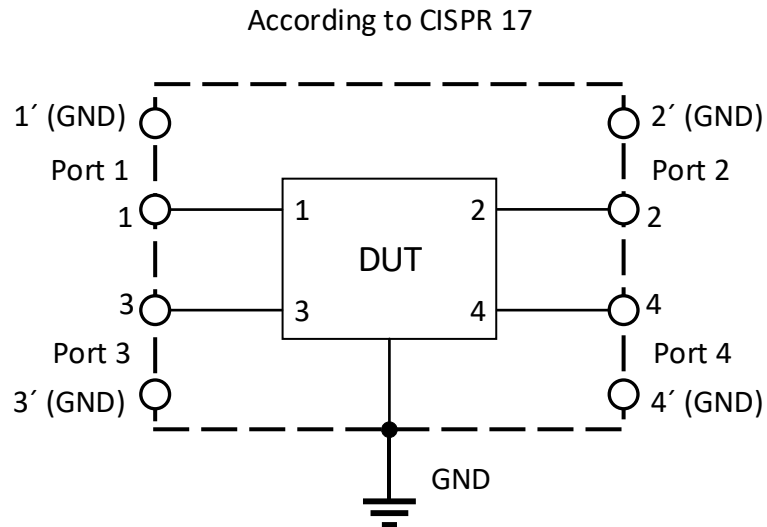 According to CISPR 17
1´ (GND)
2´ (GND)
Port 1
Port 2
1
1
2
2
DUT
3
3
4
4
Port 3
Port 4
3´ (GND)
4´ (GND)
GND